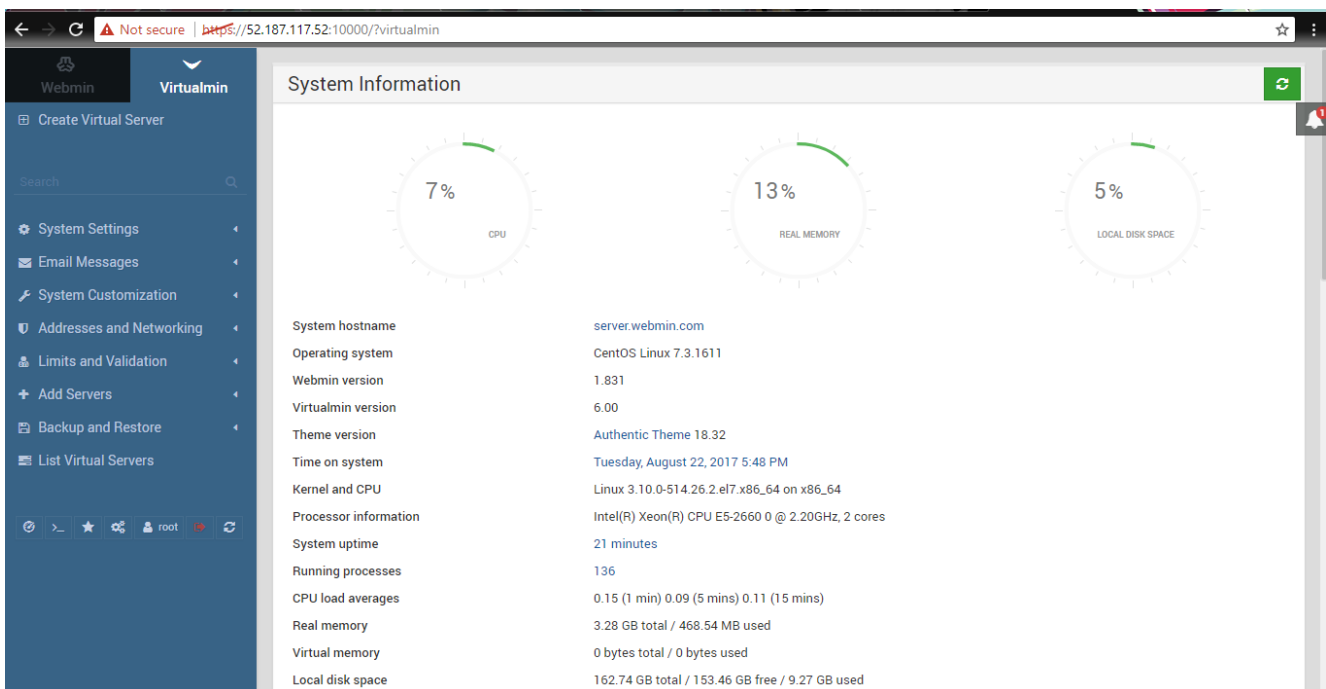 Not secure | https://52.187.117.52:10000/?virtualmin
Webmin
Virtualmin
Create Virtual Server
Search
System Settings
Email Messages
System Customization
Addresses and Networking
Limits and Validation
Add Servers
Backup and Restore
List Virtual Servers
root
System Information
1
7%
CPU
13%
REAL MEMORY
5%
LOCAL DISK SPACE
System hostname server.webmin.com
Operating system CentOS Linux 7.3.1611
Webmin version 1.831
Virtualmin version 6.00
Theme version Authentic Theme 18.32
Time on system Tuesday, August 22, 2017 5:48 PM
Kernel and CPU Linux 3.10.0-514.26.2.el7.x86_64 on x86_64
Processor information Intel(R) Xeon(R) CPU E5-2660 0 @ 2.20GHz, 2 cores
System uptime 21 minutes
Running processes 136
CPU load averages 0.15 (1 min) 0.09 (5 mins) 0.11 (15 mins)
Real memory 3.28 GB total / 468.54 MB used
Virtual memory 0 bytes total / 0 bytes used
Local disk space 162.74 GB total / 153.46 GB free / 9.27 GB used